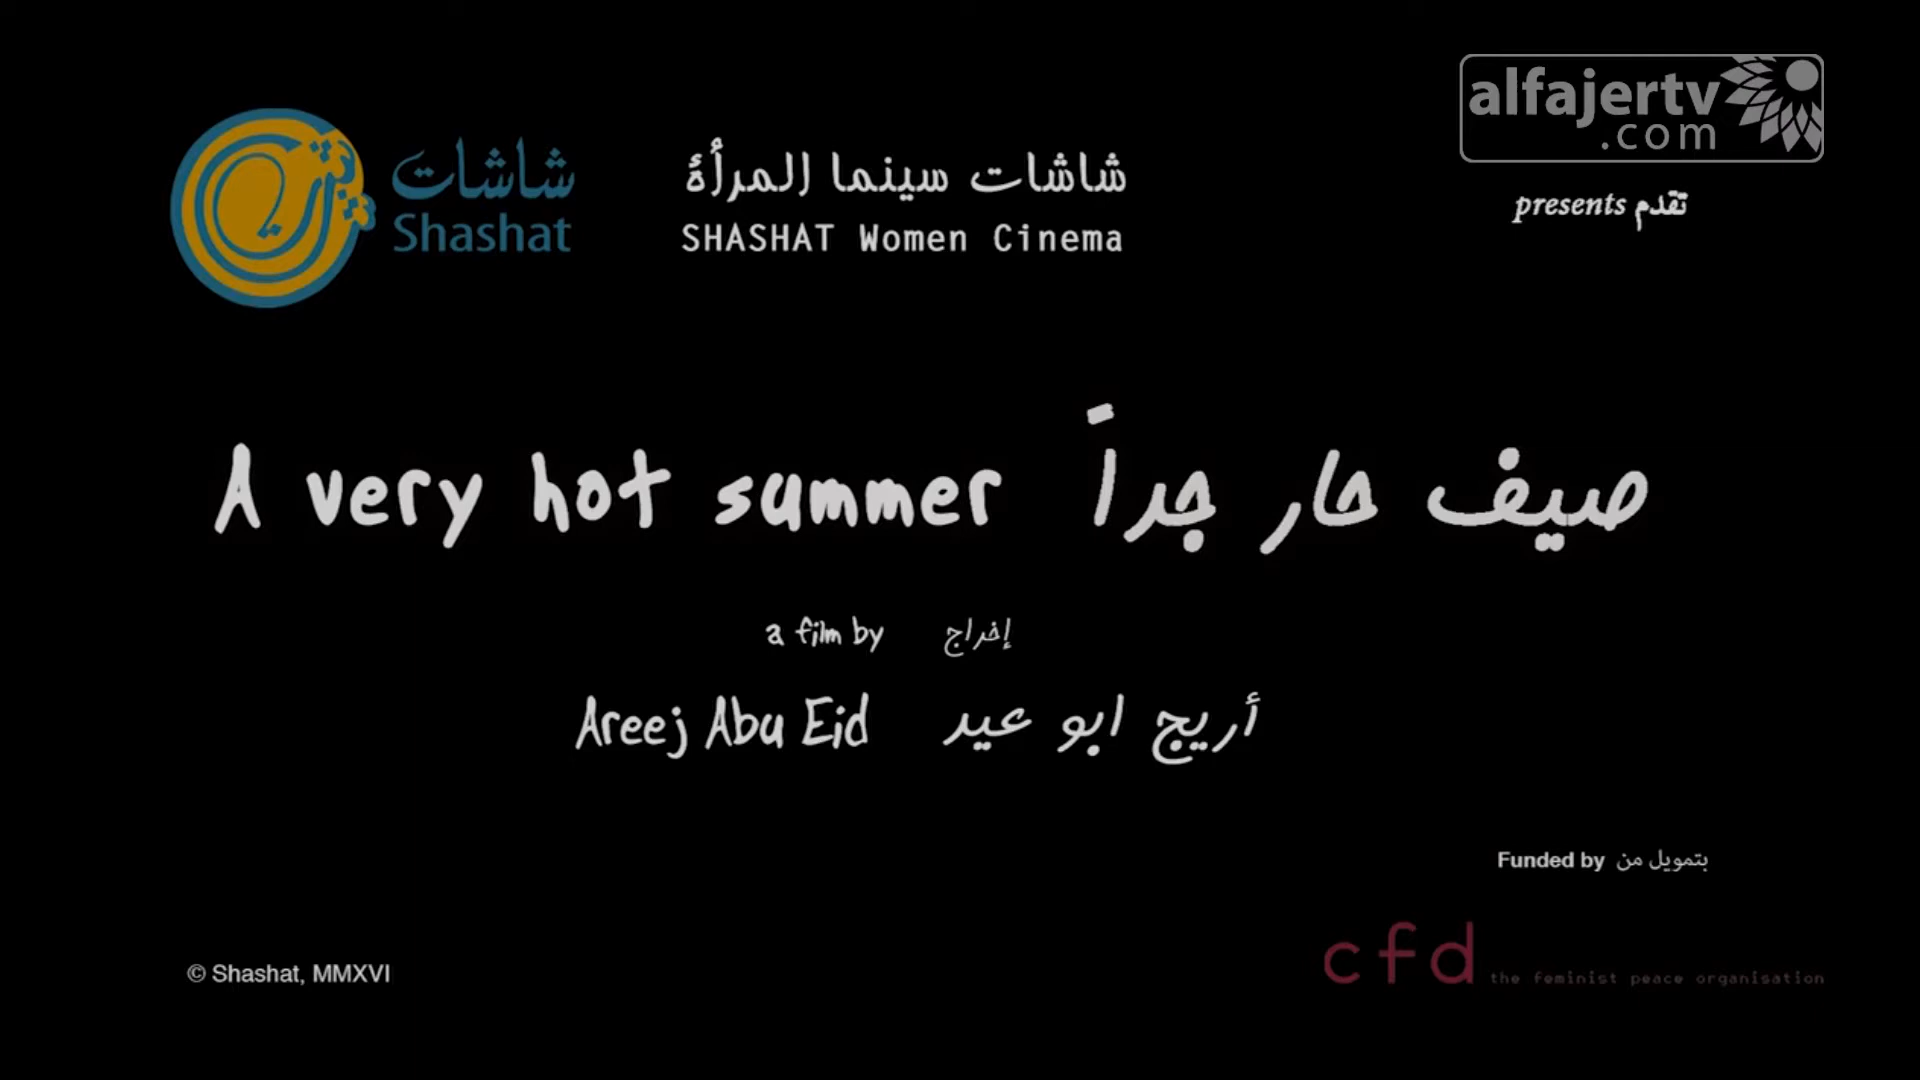 alfajertv
.com
شاشات
Shashat
شاشات سينما المرأة
SHASHAT Women Cinema
presents تقدم
A very hot summer صيف حار جداً
a film by إخراج
Areej Abu Eid أريج ابو عيد
Funded by بتمويل من
cfd the feminist peace organisation
© Shashat, MMXVI